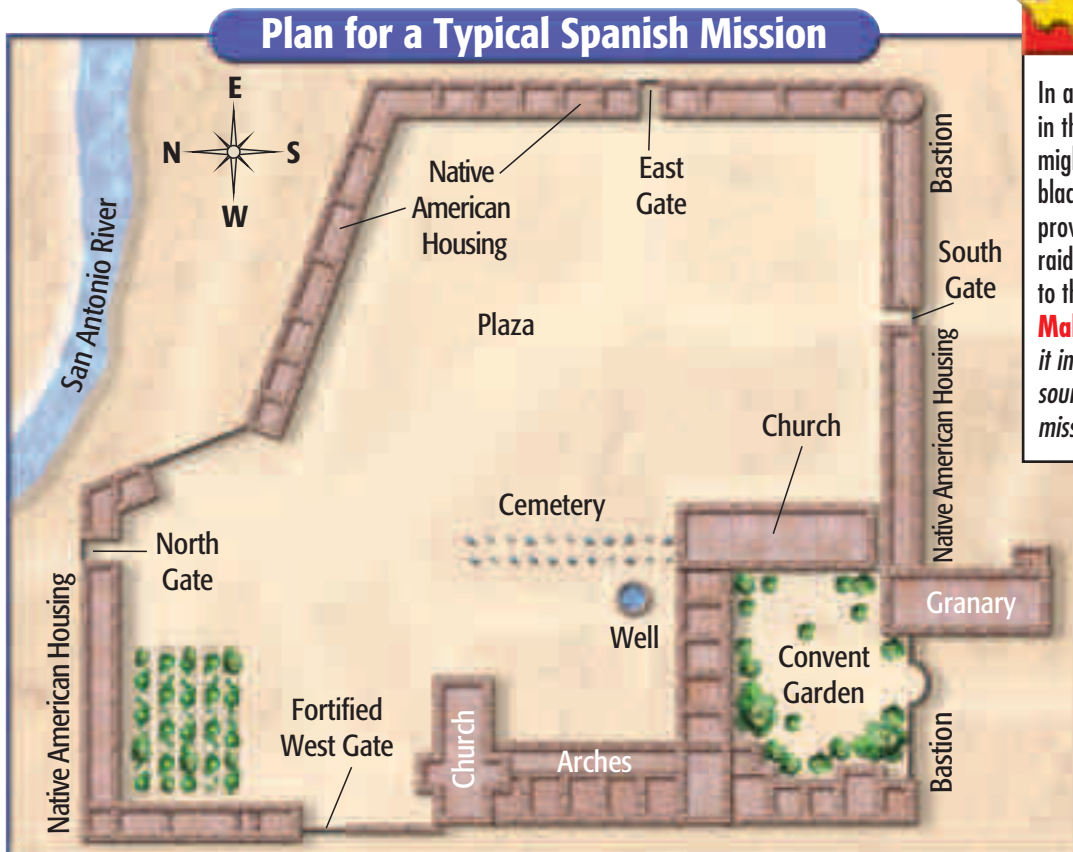 Plan for a Typical Spanish Mission
E
N
S
W
San Antonio River
Native
American
Housing
East
Gate
Bastion
South
Gate
Plaza
Native American Housing
Church
Cemetery
North
Gate
Well
Granary
Convent
Garden
Native American Housing
Fortified
West Gate
Church
Arches
Bastion
In a
in th
migh
blac
prov
raid
to th
Mal
it in
sour
miss